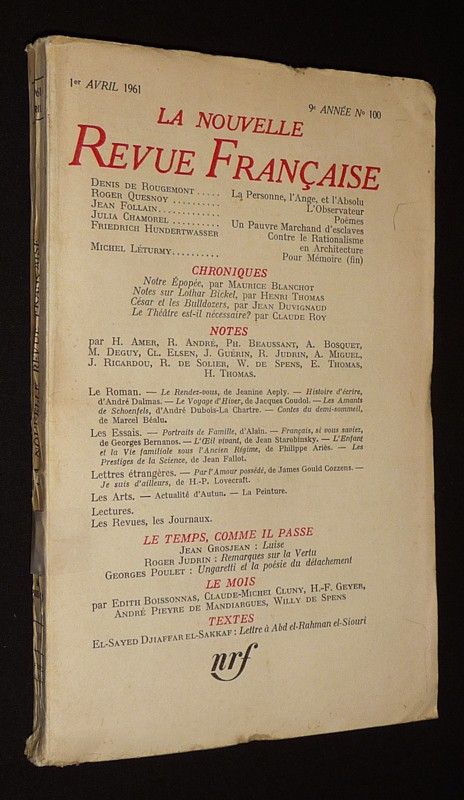 1er AVRIL 1961
9e ANNÉE No 100
LA NOUVELLE
REVUE FRANÇAISE
DENIS DE ROUGEMONT ..... La Personne, l'Ange, et l'Absolu
ROGER QUESNOY .......... L'Observateur
JEAN FOLLAIN............. Poèmes
JULIA CHAMOREL .......... Un Pauvre Marchand d'esclaves
FRIEDRICH HUNDERTWASSER Contre le Rationalisme
en Architecture
MICHEL LÉTURMY.......... Pour Mémoire (fin)
CHRONIQUES
Notre Épopée, par MAURICE BLANCHOT
Notes sur Lothar Bickel, par HENRI THOMAS
César et les Bulldozers, par JEAN DUVIGNAUD
Le Théâtre est-il nécessaire? par CLAUDE ROY
NOTES
par H. AMER, R. ANDRÉ, PH. BEAUSSANT, A. BOSQUET,
M. DEGUY, CL. ELSEN, J. GUÉRIN, R. JUDRIN, A. MIGUEL,
J. RICARDOU, R. DE SOLIER, W. DE SPENS, E. THOMAS,
H. THOMAS.
Le Roman. — Le Rendez-vous, de Jeanine Aeply. — Histoire d'écrire,
d'André Dalmas. — Le Voyage d'Hiver, de Jacques Coudol. — Les Amants
de Schoenfels, d'André Dubois-La Chartre. — Contes du demi-sommeil,
de Marcel Béalu.
Les Essais. — Portraits de Famille, d'Alain. — Français, si vous saviez,
de Georges Bernanos. — L'Œil vivant, de Jean Starobinsky. — L'Enfant
et la Vie familiale sous l'Ancien Régime, de Philippe Ariès. — Les
Prestiges de la Science, de Jean Fallot.
Lettres étrangères. — Par l'Amour possédé, de James Gould Cozzens. —
Je suis d'ailleurs, de H.-P. Lovecraft.
Les Arts. — Actualité d'Autun. — La Peinture.
Lectures.
Les Revues, les Journaux.
LE TEMPS, COMME IL PASSE
JEAN GROSJEAN : Luise
ROGER JUDRIN : Remarques sur la Vertu
GEORGES POULET : Ungaretti et la poésie du détachement
LE MOIS
par EDITH BOISSONNAS, CLAUDE-MICHEL CLUNY, H.-F. GEYER,
ANDRÉ PIEYRE DE MANDIARGUES, WILLY DE SPENS
TEXTES
EL-SAYED DJIAFFAR EL-SAKKAF : Lettre à Abd el-Rahman el-Siouri
nrf
NOUVELLE REVUE FRANÇAISE